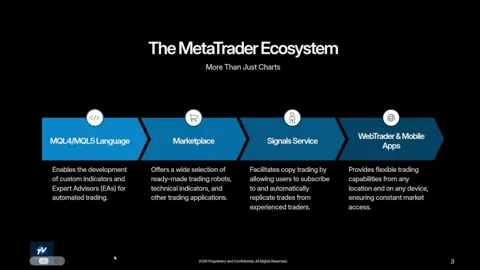 The MetaTrader Ecosystem
More Than Just Charts
MQL4/MQL5 Language
Enables the development
of custom indicators and
Expert Advisors (EAs) for
automated trading.
Marketplace
Offers a wide selection of
ready-made trading robots,
technical indicators, and
other trading applications.
Signals Service
Facilitates copy trading by
allowing users to subscribe
to and automatically
replicate trades from
experienced traders.
WebTrader & Mobile
Apps
Provides flexible trading
capabilities from any
location and on any device,
ensuring constant market
access.
2026 Proprietary and Confidential. All Rights Reserved.
3